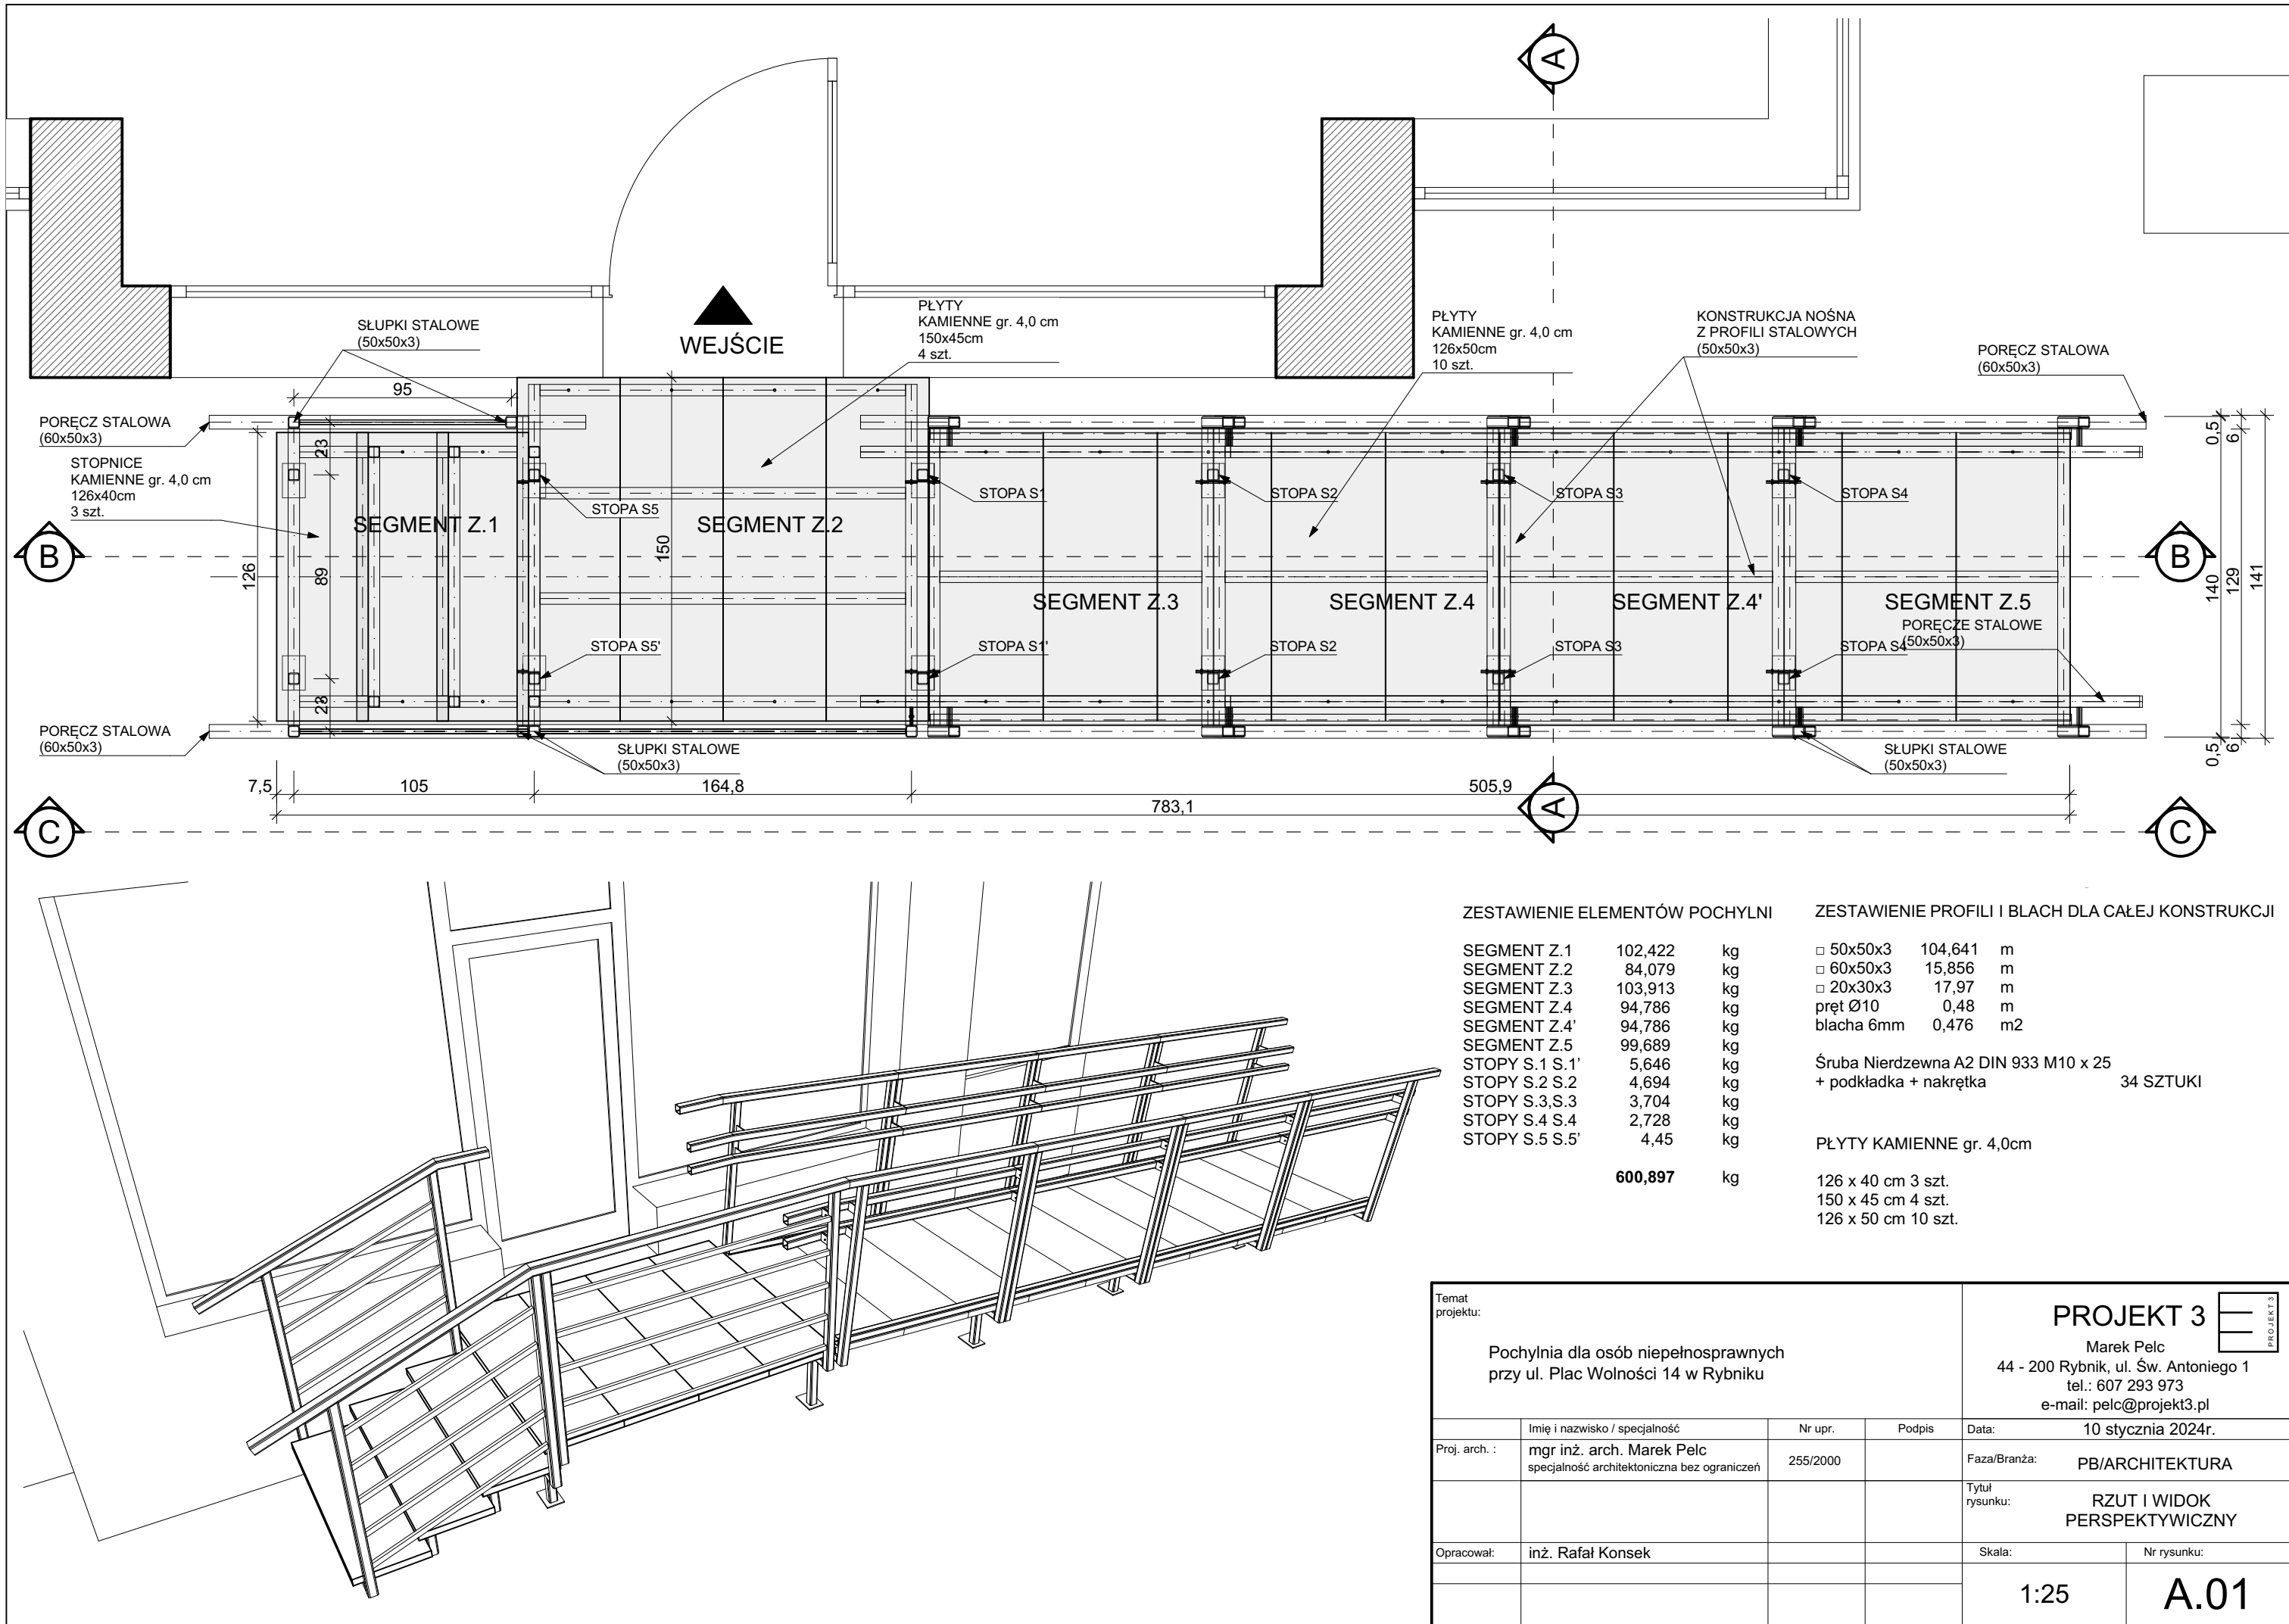 A
WEJŚCIE
SŁUPKI STALOWE
(50x50x3)
PŁYTY
KAMIENNE gr. 4,0 cm
150x45cm
4 szt.
PŁYTY
KAMIENNE gr. 4,0 cm
126x50cm
10 szt.
KONSTRUKCJA NOŚNA
Z PROFILI STALOWYCH
(50x50x3)
PORĘCZ STALOWA
(60x50x3)
95
PORĘCZ STALOWA
(60x50x3)
STOPNICE
KAMIENNE gr. 4,0 cm
126x40cm
3 szt.
23
89
28
126
150
SEGMENT Z.1
SEGMENT Z.2
STOPA S5
STOPA S1
STOPA S2
STOPA S3
STOPA S4
B
B
SEGMENT Z.3
SEGMENT Z.4
SEGMENT Z.4'
SEGMENT Z.5
PORĘCZE STALOWE
(50x50x3)
STOPA S5'
STOPA S1'
STOPA S2
STOPA S3
STOPA S4
0,5
6
140
129
141
0,5
6
PORĘCZ STALOWA
(60x50x3)
SŁUPKI STALOWE
(50x50x3)
SŁUPKI STALOWE
(50x50x3)
7,5
105
164,8
505,9
783,1
A
C
C
ZESTAWIENIE ELEMENTÓW POCHYLNI
SEGMENT Z.1 102,422 kg
SEGMENT Z.2 84,079 kg
SEGMENT Z.3 103,913 kg
SEGMENT Z.4 94,786 kg
SEGMENT Z.4' 94,786 kg
SEGMENT Z.5 99,689 kg
STOPY S.1 S.1' 5,646 kg
STOPY S.2 S.2 4,694 kg
STOPY S.3,S.3 3,704 kg
STOPY S.4 S.4 2,728 kg
STOPY S.5 S.5' 4,45 kg
600,897 kg
ZESTAWIENIE PROFILI I BLACH DLA CAŁEJ KONSTRUKCJI
□ 50x50x3 104,641 m
□ 60x50x3 15,856 m
□ 20x30x3 17,97 m
pręt Ø10 0,48 m
blacha 6mm 0,476 m2
Śruba Nierdzewna A2 DIN 933 M10 x 25
+ podkładka + nakrętka 34 SZTUKI
PŁYTY KAMIENNE gr. 4,0cm
126 x 40 cm 3 szt.
150 x 45 cm 4 szt.
126 x 50 cm 10 szt.
Temat
projektu:
Pochylnia dla osób niepełnosprawnych
przy ul. Plac Wolności 14 w Rybniku
PROJEKT 3
PROJEKT 3
Marek Pelc
44 - 200 Rybnik, ul. Św. Antoniego 1
tel.: 607 293 973
e-mail: pelc@projekt3.pl
Imię i nazwisko / specjalność Nr upr. Podpis
Data: 10 stycznia 2024r.
Proj. arch. : mgr inż. arch. Marek Pelc
specjalność architektoniczna bez ograniczeń
255/2000
Faza/Branża: PB/ARCHITEKTURA
Tytuł
rysunku:
RZUT I WIDOK
PERSPEKTYWICZNY
Opracował: inż. Rafał Konsek
Skala: Nr rysunku:
1:25 A.01